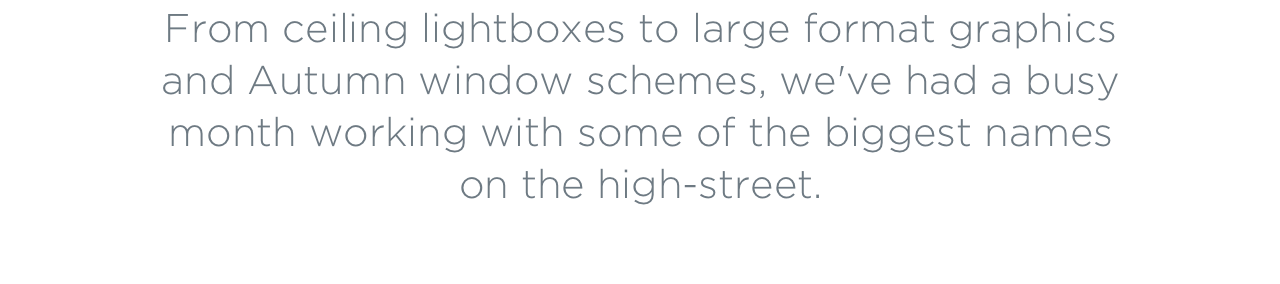 From ceiling lightboxes to large format graphics
and Autumn window schemes, we've had a busy
month working with some of the biggest names
on the high-street.